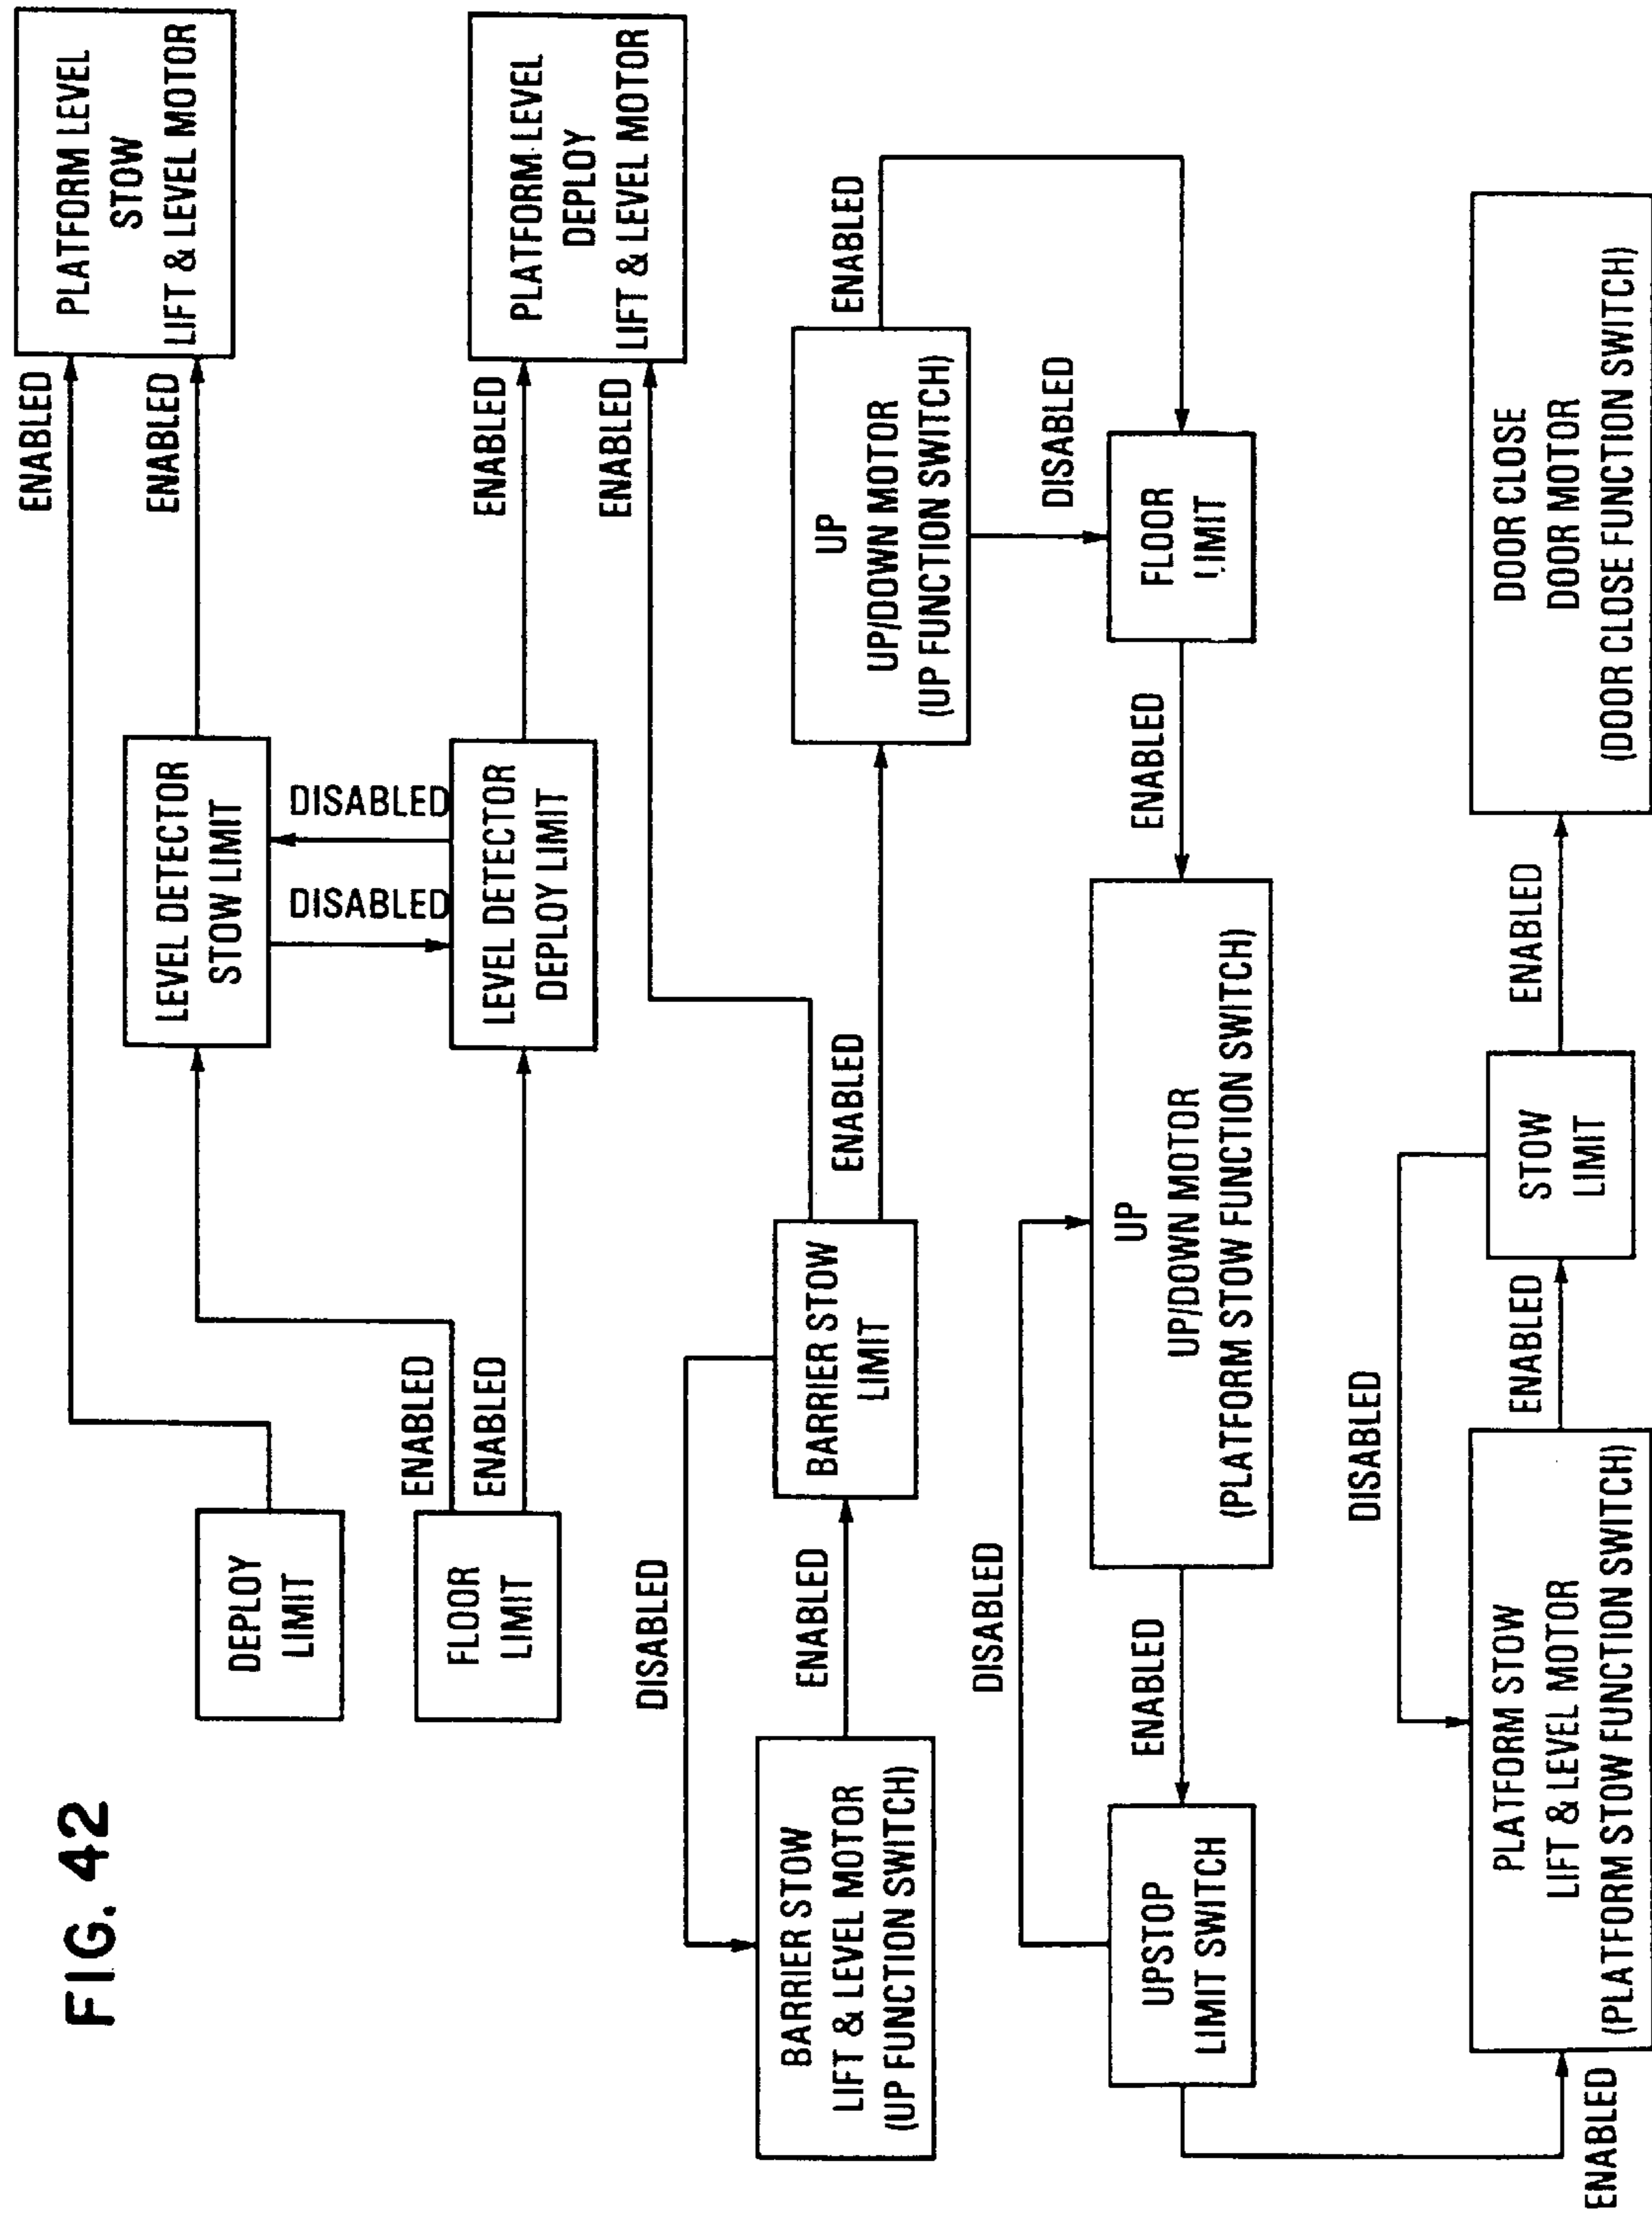 FIG. 42
DEPLOY
LIMIT
FLOOR
LIMIT
ENABLED
ENABLED
LEVEL DETECTOR
STOW LIMIT
DISABLED
DISABLED
LEVEL DETECTOR
DEPLOY LIMIT
ENABLED
ENABLED
PLATFORM LEVEL
STOW
LIFT & LEVEL MOTOR
ENABLED
ENABLED
PLATFORM LEVEL
DEPLOY
LIFT & LEVEL MOTOR
BARRIER STOW
LIFT & LEVEL MOTOR
(UP FUNCTION SWITCH)
DISABLED
ENABLED
BARRIER STOW
LIMIT
ENABLED
UP
UP/DOWN MOTOR
(UP FUNCTION SWITCH)
ENABLED
DISABLED
FLOOR
LIMIT
ENABLED
UP
UP/DOWN MOTOR
(PLATFORM STOW FUNCTION SWITCH)
DISABLED
ENABLED
UPSTOP
LIMIT SWITCH
ENABLED
PLATFORM STOW
LIFT & LEVEL MOTOR
(PLATFORM STOW FUNCTION SWITCH)
DISABLED
ENABLED
STOW
LIMIT
ENABLED
DOOR CLOSE
DOOR MOTOR
(DOOR CLOSE FUNCTION SWITCH)